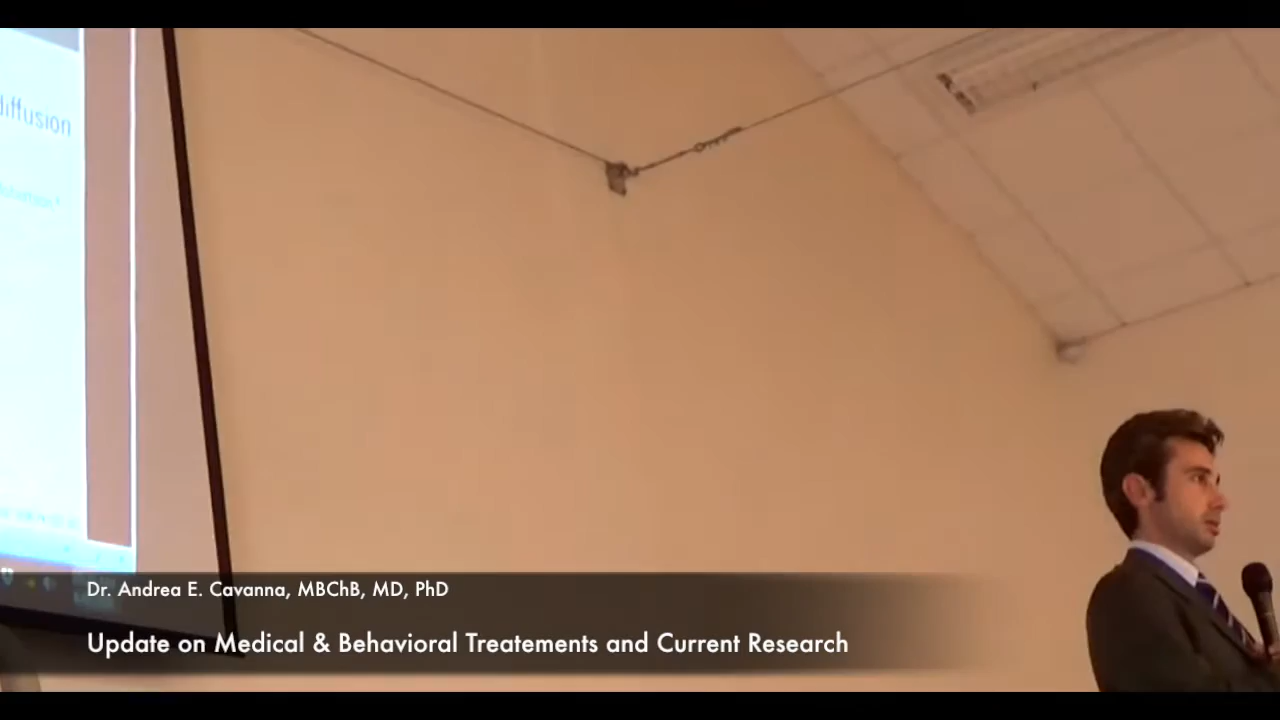 diffusion
Dr. Andrea E. Cavanna, MBChB, MD, PhD
Update on Medical & Behavioral Treatements and Current Research